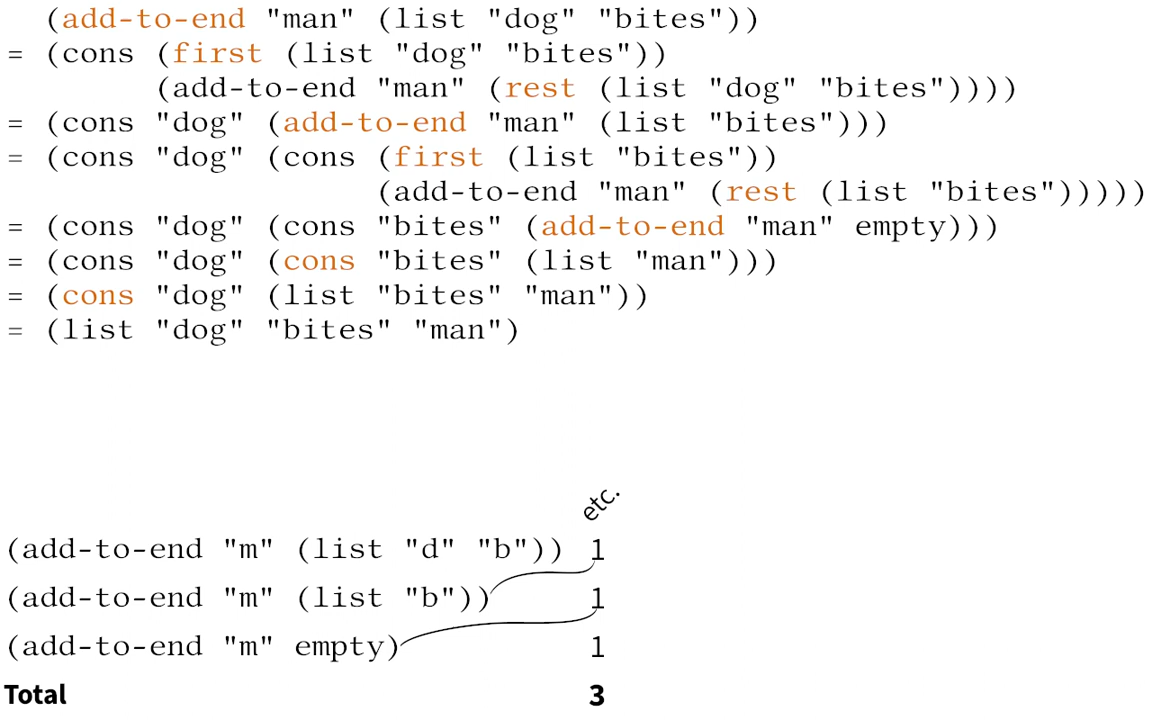 (add-to-end "man" (list "dog" "bites"))
= (cons (first (list "dog" "bites"))
(add-to-end "man" (rest (list "dog" "bites"))))
= (cons "dog" (add-to-end "man" (list "bites")))
= (cons "dog" (cons (first (list "bites"))
(add-to-end "man" (rest (list "bites")))))
= (cons "dog" (cons "bites" (add-to-end "man" empty)))
= (cons "dog" (cons "bites" (list "man")))
= (cons "dog" (list "bites" "man"))
= (list "dog" "bites" "man")
etc.
(add-to-end "m" (list "d" "b")) 1
(add-to-end "m" (list "b")) 1
(add-to-end "m" empty) 1
Total 3